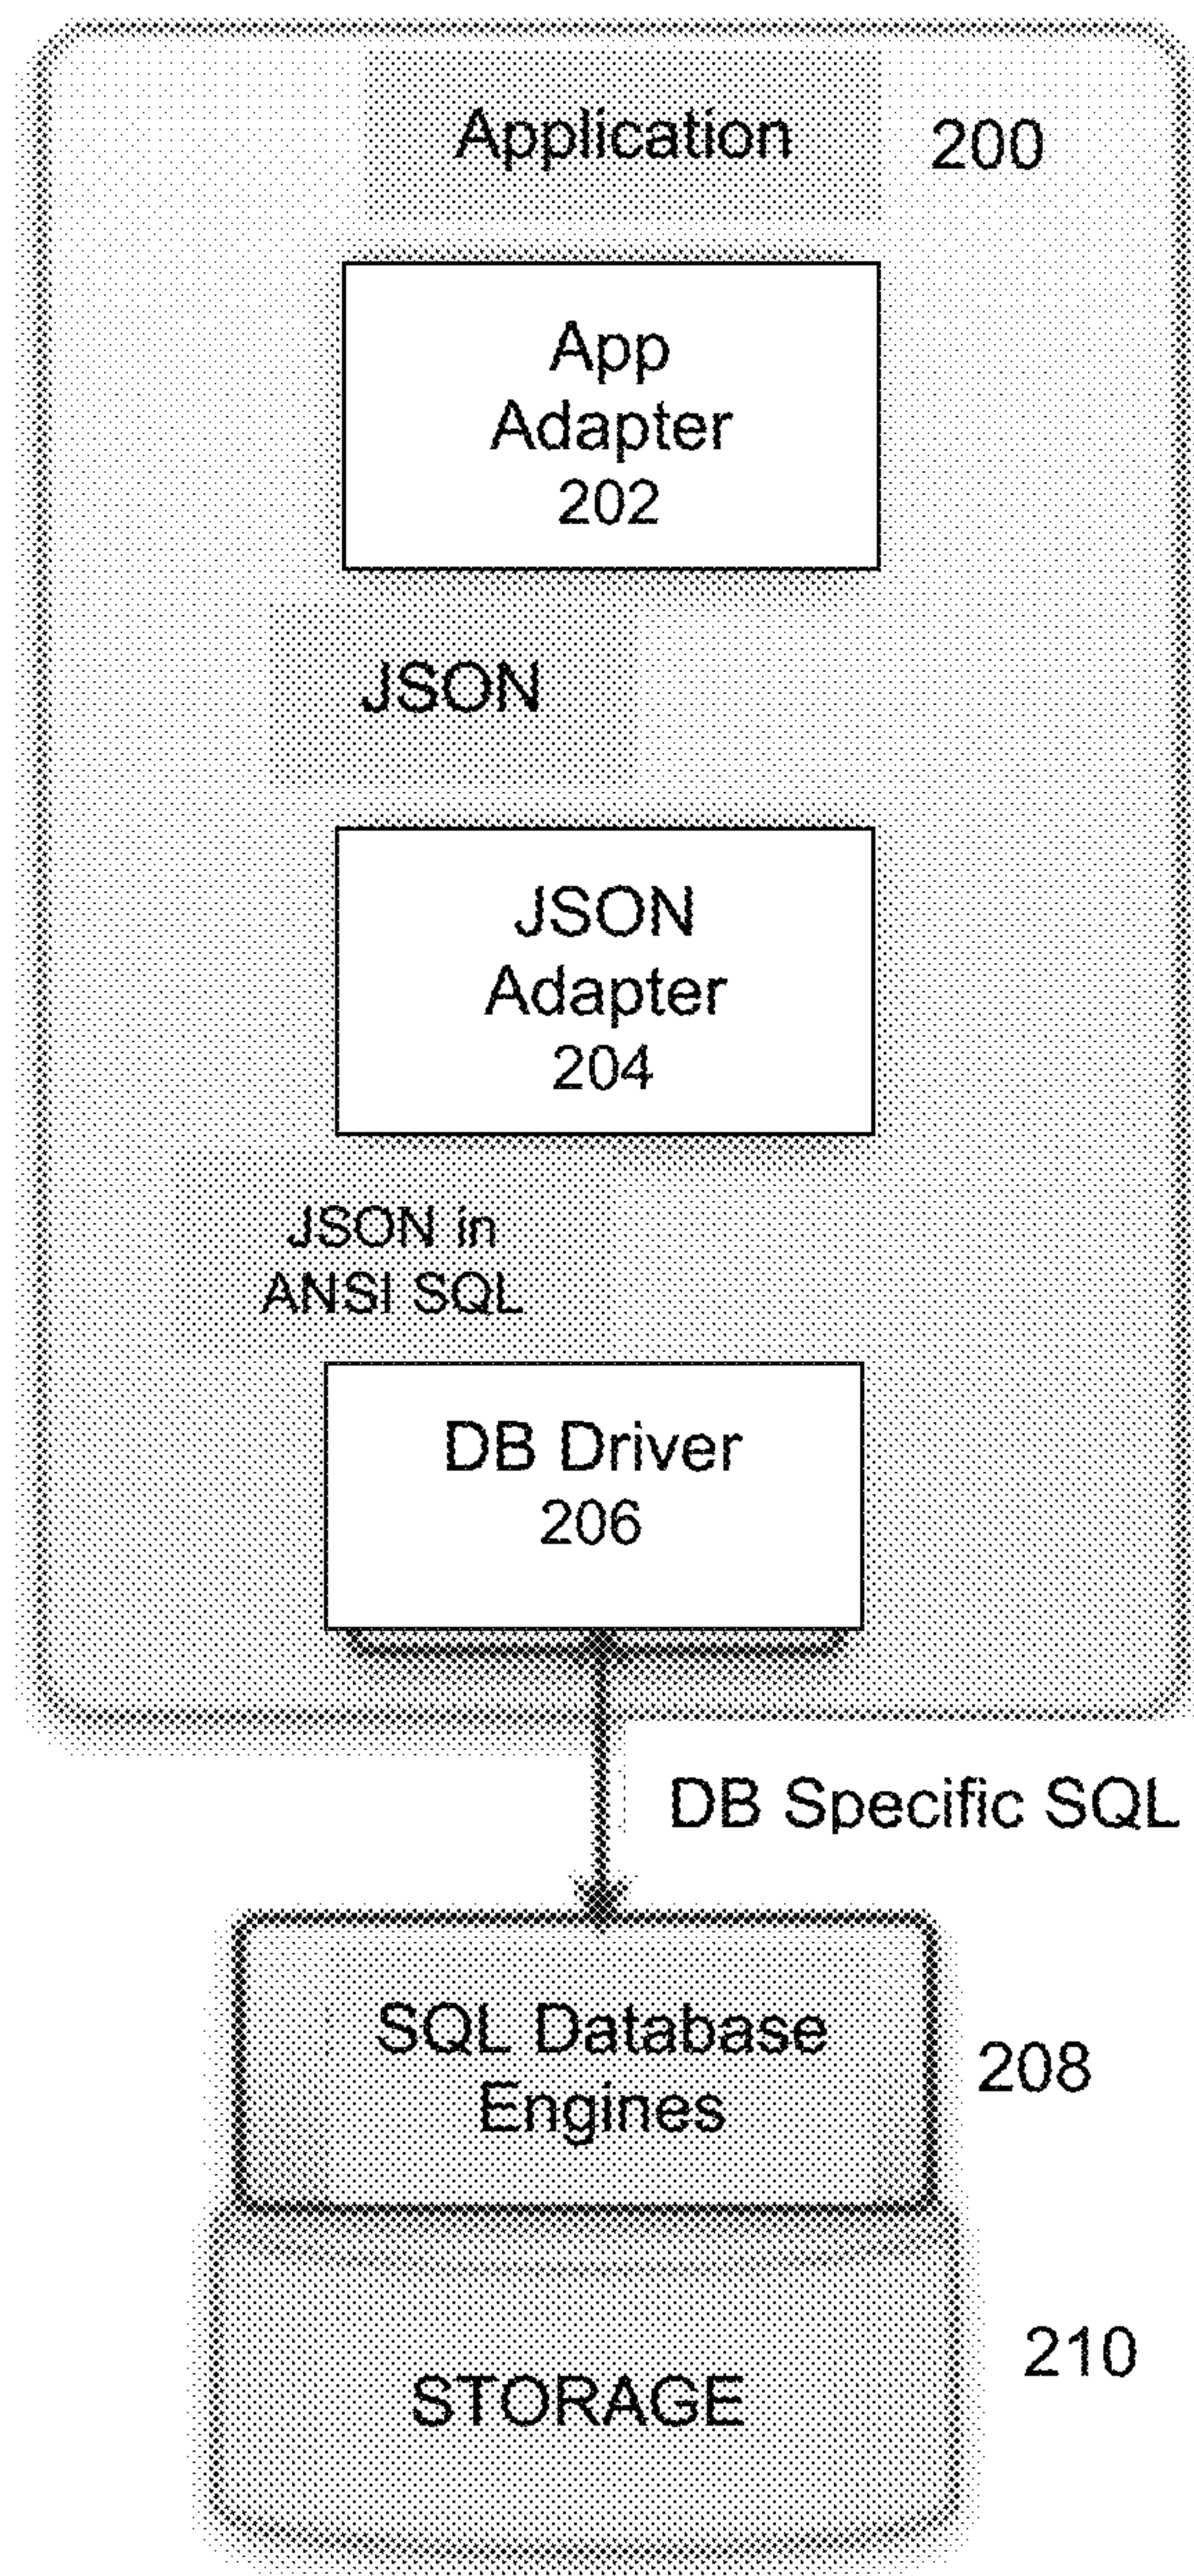 Application 200
App
Adapter
202
JSON
JSON
Adapter
204
JSON in
ANSI SQL
DB Driver
206
DB Specific SQL
SQL Database
Engines
208
STORAGE
210